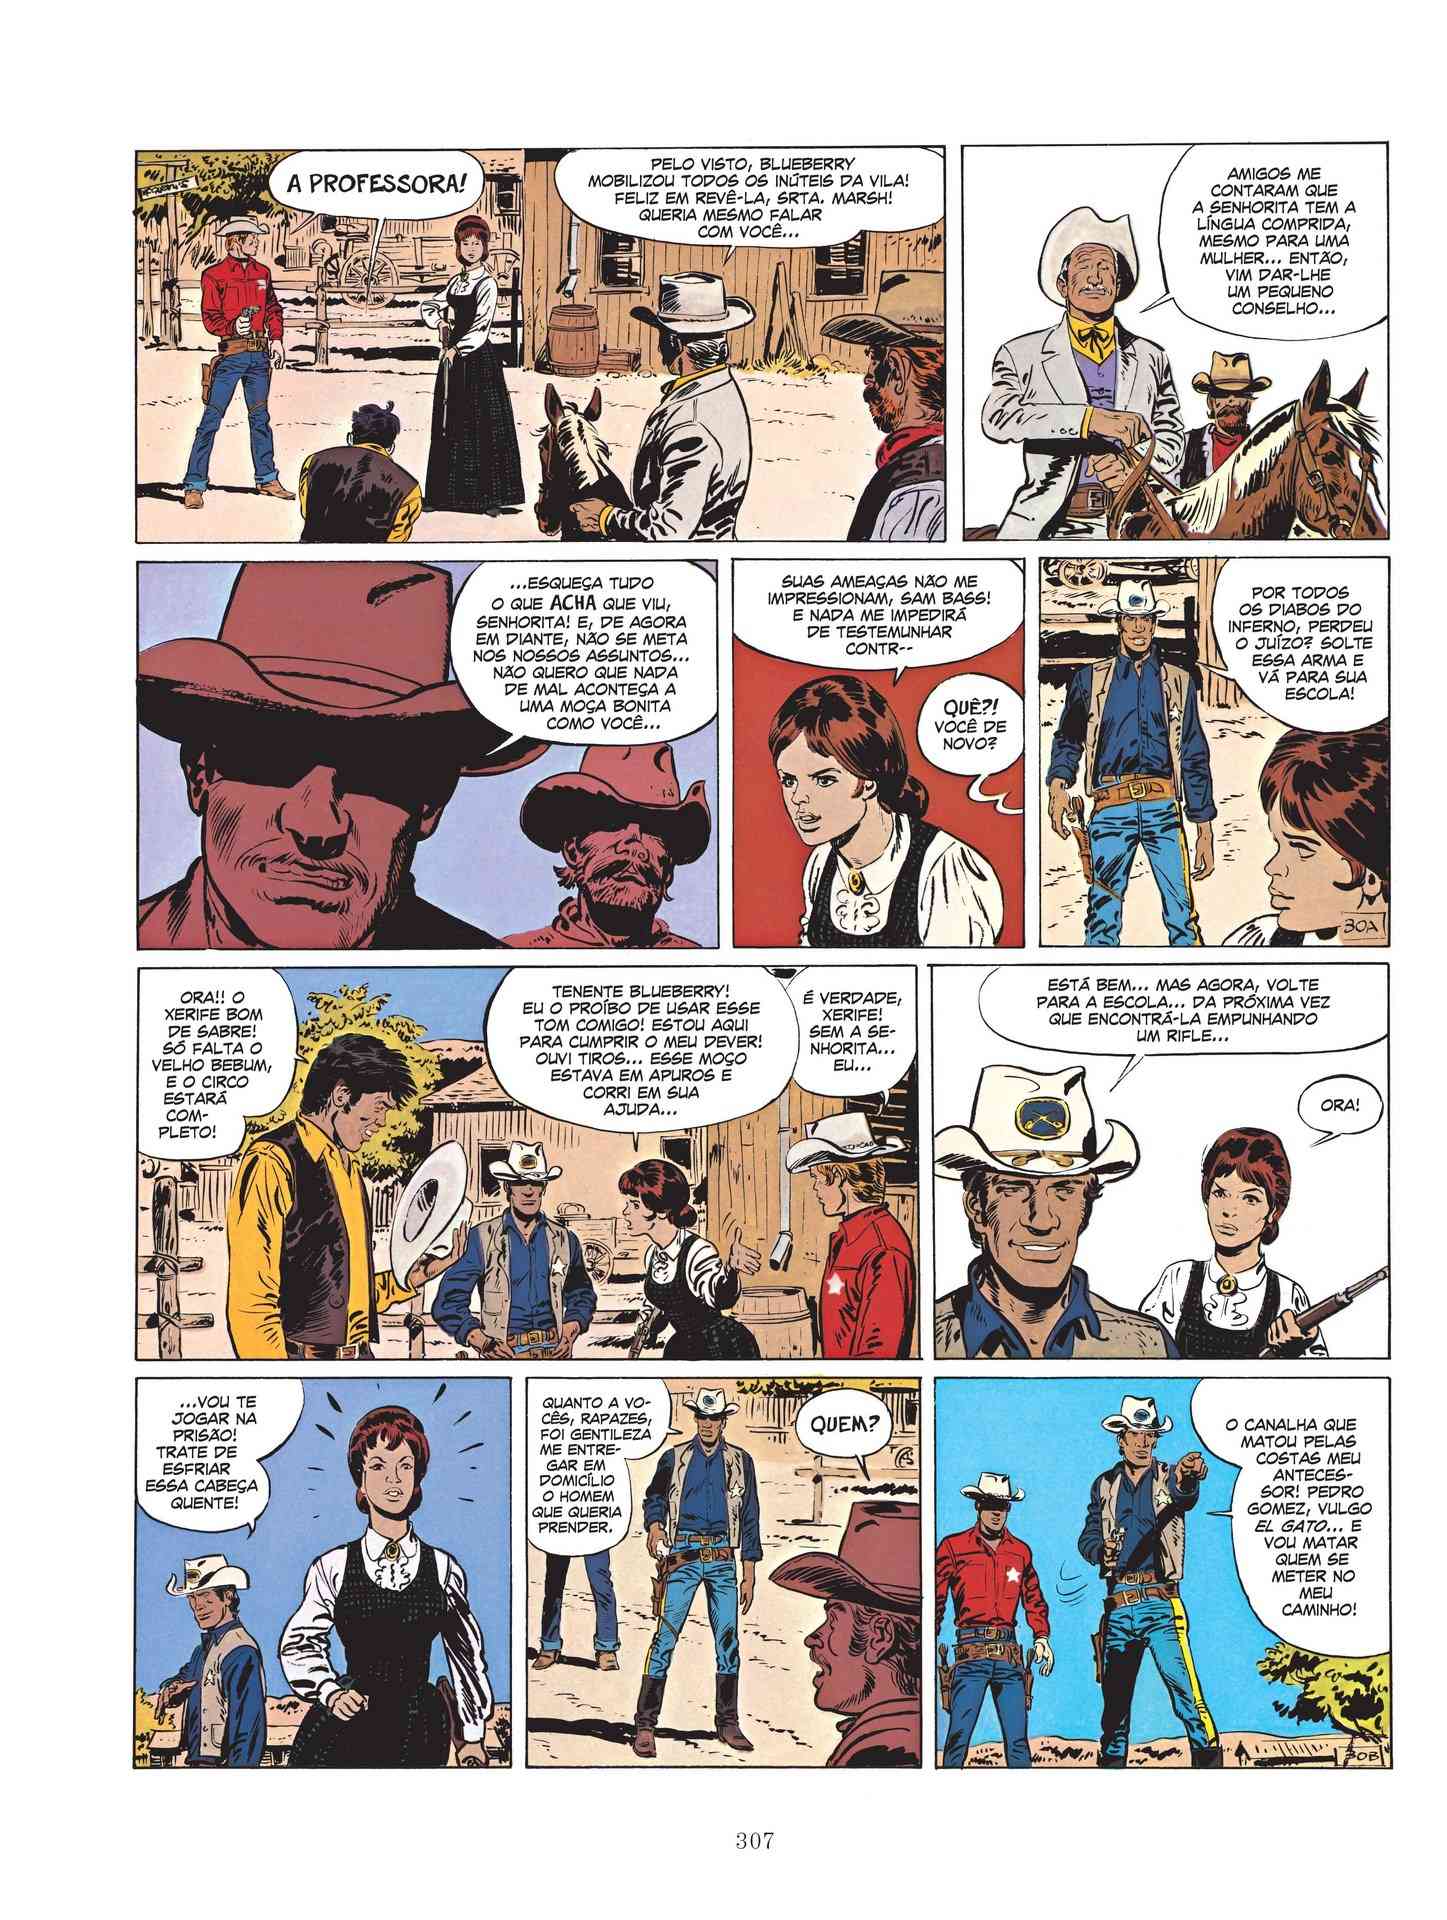 A PROFESSORA!
PELO VISTO, BLUEBERRY
MOBILIZOU TODOS OS INÚTEIS DA VILA!
FELIZ EM REVÊ-LA, SRTA. MARSH!
QUERIA MESMO FALAR
COM VOCÊ...
AMIGOS ME
CONTARAM QUE
A SENHORITA TEM A
LÍNGUA COMPRIDA,
MESMO PARA UMA
MULHER... ENTÃO,
VIM DAR-LHE
UM PEQUENO
CONSELHO...
...ESQUEÇA TUDO
O QUE ACHA QUE VIU,
SENHORITA! E, DE AGORA
EM DIANTE, NÃO SE META
NOS NOSSOS ASSUNTOS...
NÃO QUERO QUE NADA
DE MAL ACONTEÇA A
UMA MOÇA BONITA
COMO VOCÊ...
SUAS AMEAÇAS NÃO ME
IMPRESSIONAM, SAM BASS!
E NADA ME IMPEDIRÁ
DE TESTEMUNHAR
CONTR--
QUÊ?!
VOCÊ DE
NOVO?
POR TODOS
OS DIABOS DO
INFERNO, PERDEU
O JUÍZO? SOLTE
ESSA ARMA E
VÁ PARA SUA
ESCOLA!
30A
ORA!! O
XERIFE BOM
DE SABRE!
SÓ FALTA O
VELHO BEBUM,
E O CIRCO
ESTARÁ
COM-
PLETO!
TENENTE BLUEBERRY!
EU O PROÍBO DE USAR ESSE
TOM COMIGO! ESTOU AQUI
PARA CUMPRIR O MEU DEVER!
OUVI TIROS... ESSE MOÇO
ESTAVA EM APUROS E
CORRI EM SUA
AJUDA...
É VERDADE,
XERIFE!
SEM A SE-
NHORITA...
EU...
ESTÁ BEM... MAS AGORA, VOLTE
PARA A ESCOLA... DA PRÓXIMA VEZ
QUE ENCONTRÁ-LA EMPUNHANDO
UM RIFLE...
ORA!
...VOU TE
JOGAR NA
PRISÃO!
TRATE DE
ESFRIAR
ESSA CABEÇA
QUENTE!
QUANTO A VO-
CÊS, RAPAZES,
FOI GENTILEZA
ME ENTRE-
GAR EM
DOMICÍLIO
O HOMEM
QUE QUERIA
PRENDER.
QUEM?
O CANALHA QUE
MATOU PELAS
COSTAS MEU
ANTECES-
SOR! PEDRO
GOMEZ, VULGO
EL GATO... E
VOU MATAR
QUEM SE
METER NO
MEU
CAMINHO!
30B
307